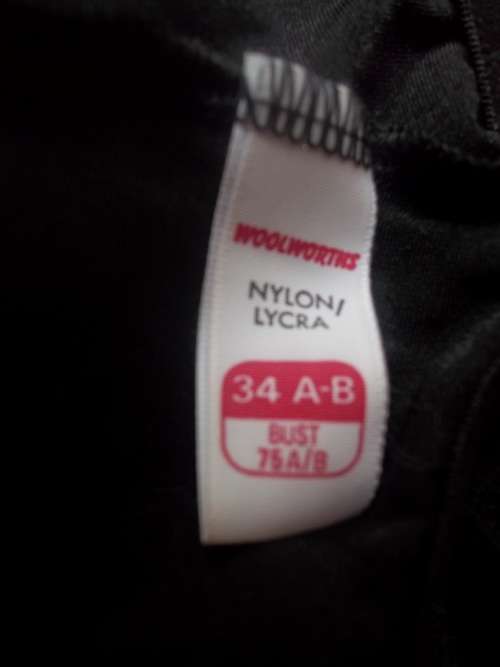 WOOLWORTHS
NYLON/
LYCRA
34 A-B
BUST
75A/B